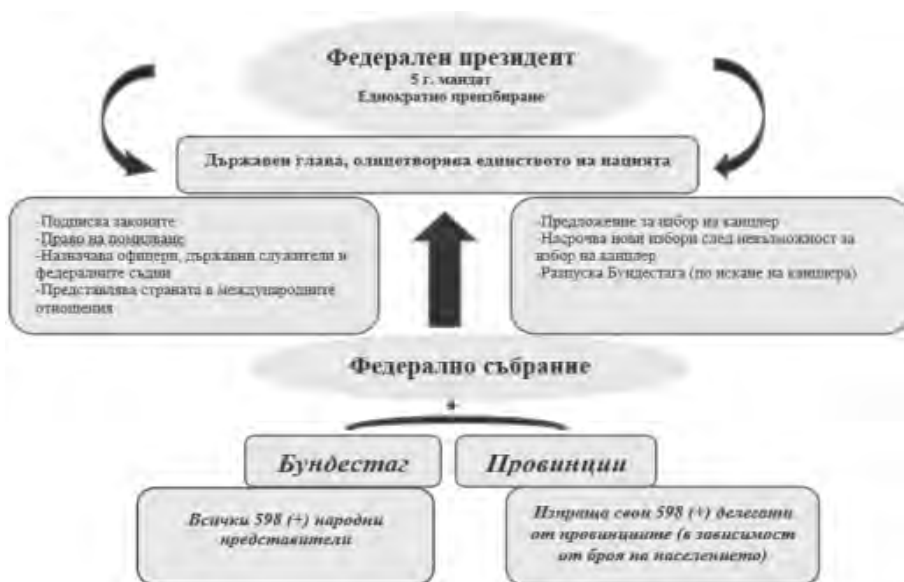 Федерален президент
5 г. мандат
Еднократно преизбиране
Държавен глава, олицетворява единството на нацията
-Подписва законите
-Право на помилване
-Назначава офицери, държавни служители и
федералните съдии
-Представлява страната в международните
отношения
-Предложение за избор на канцлер
-Насрочва нови избори след невъзможност за
избор на канцлер
-Разпуска Бундестага (по искане на канцлера)
Федерално събрание
Бундестаг
Провинции
Всички 598 (+) народни
представители
Изпраща свои 598 (+) делегати
от провинциите (в зависимост
от броя на населението)